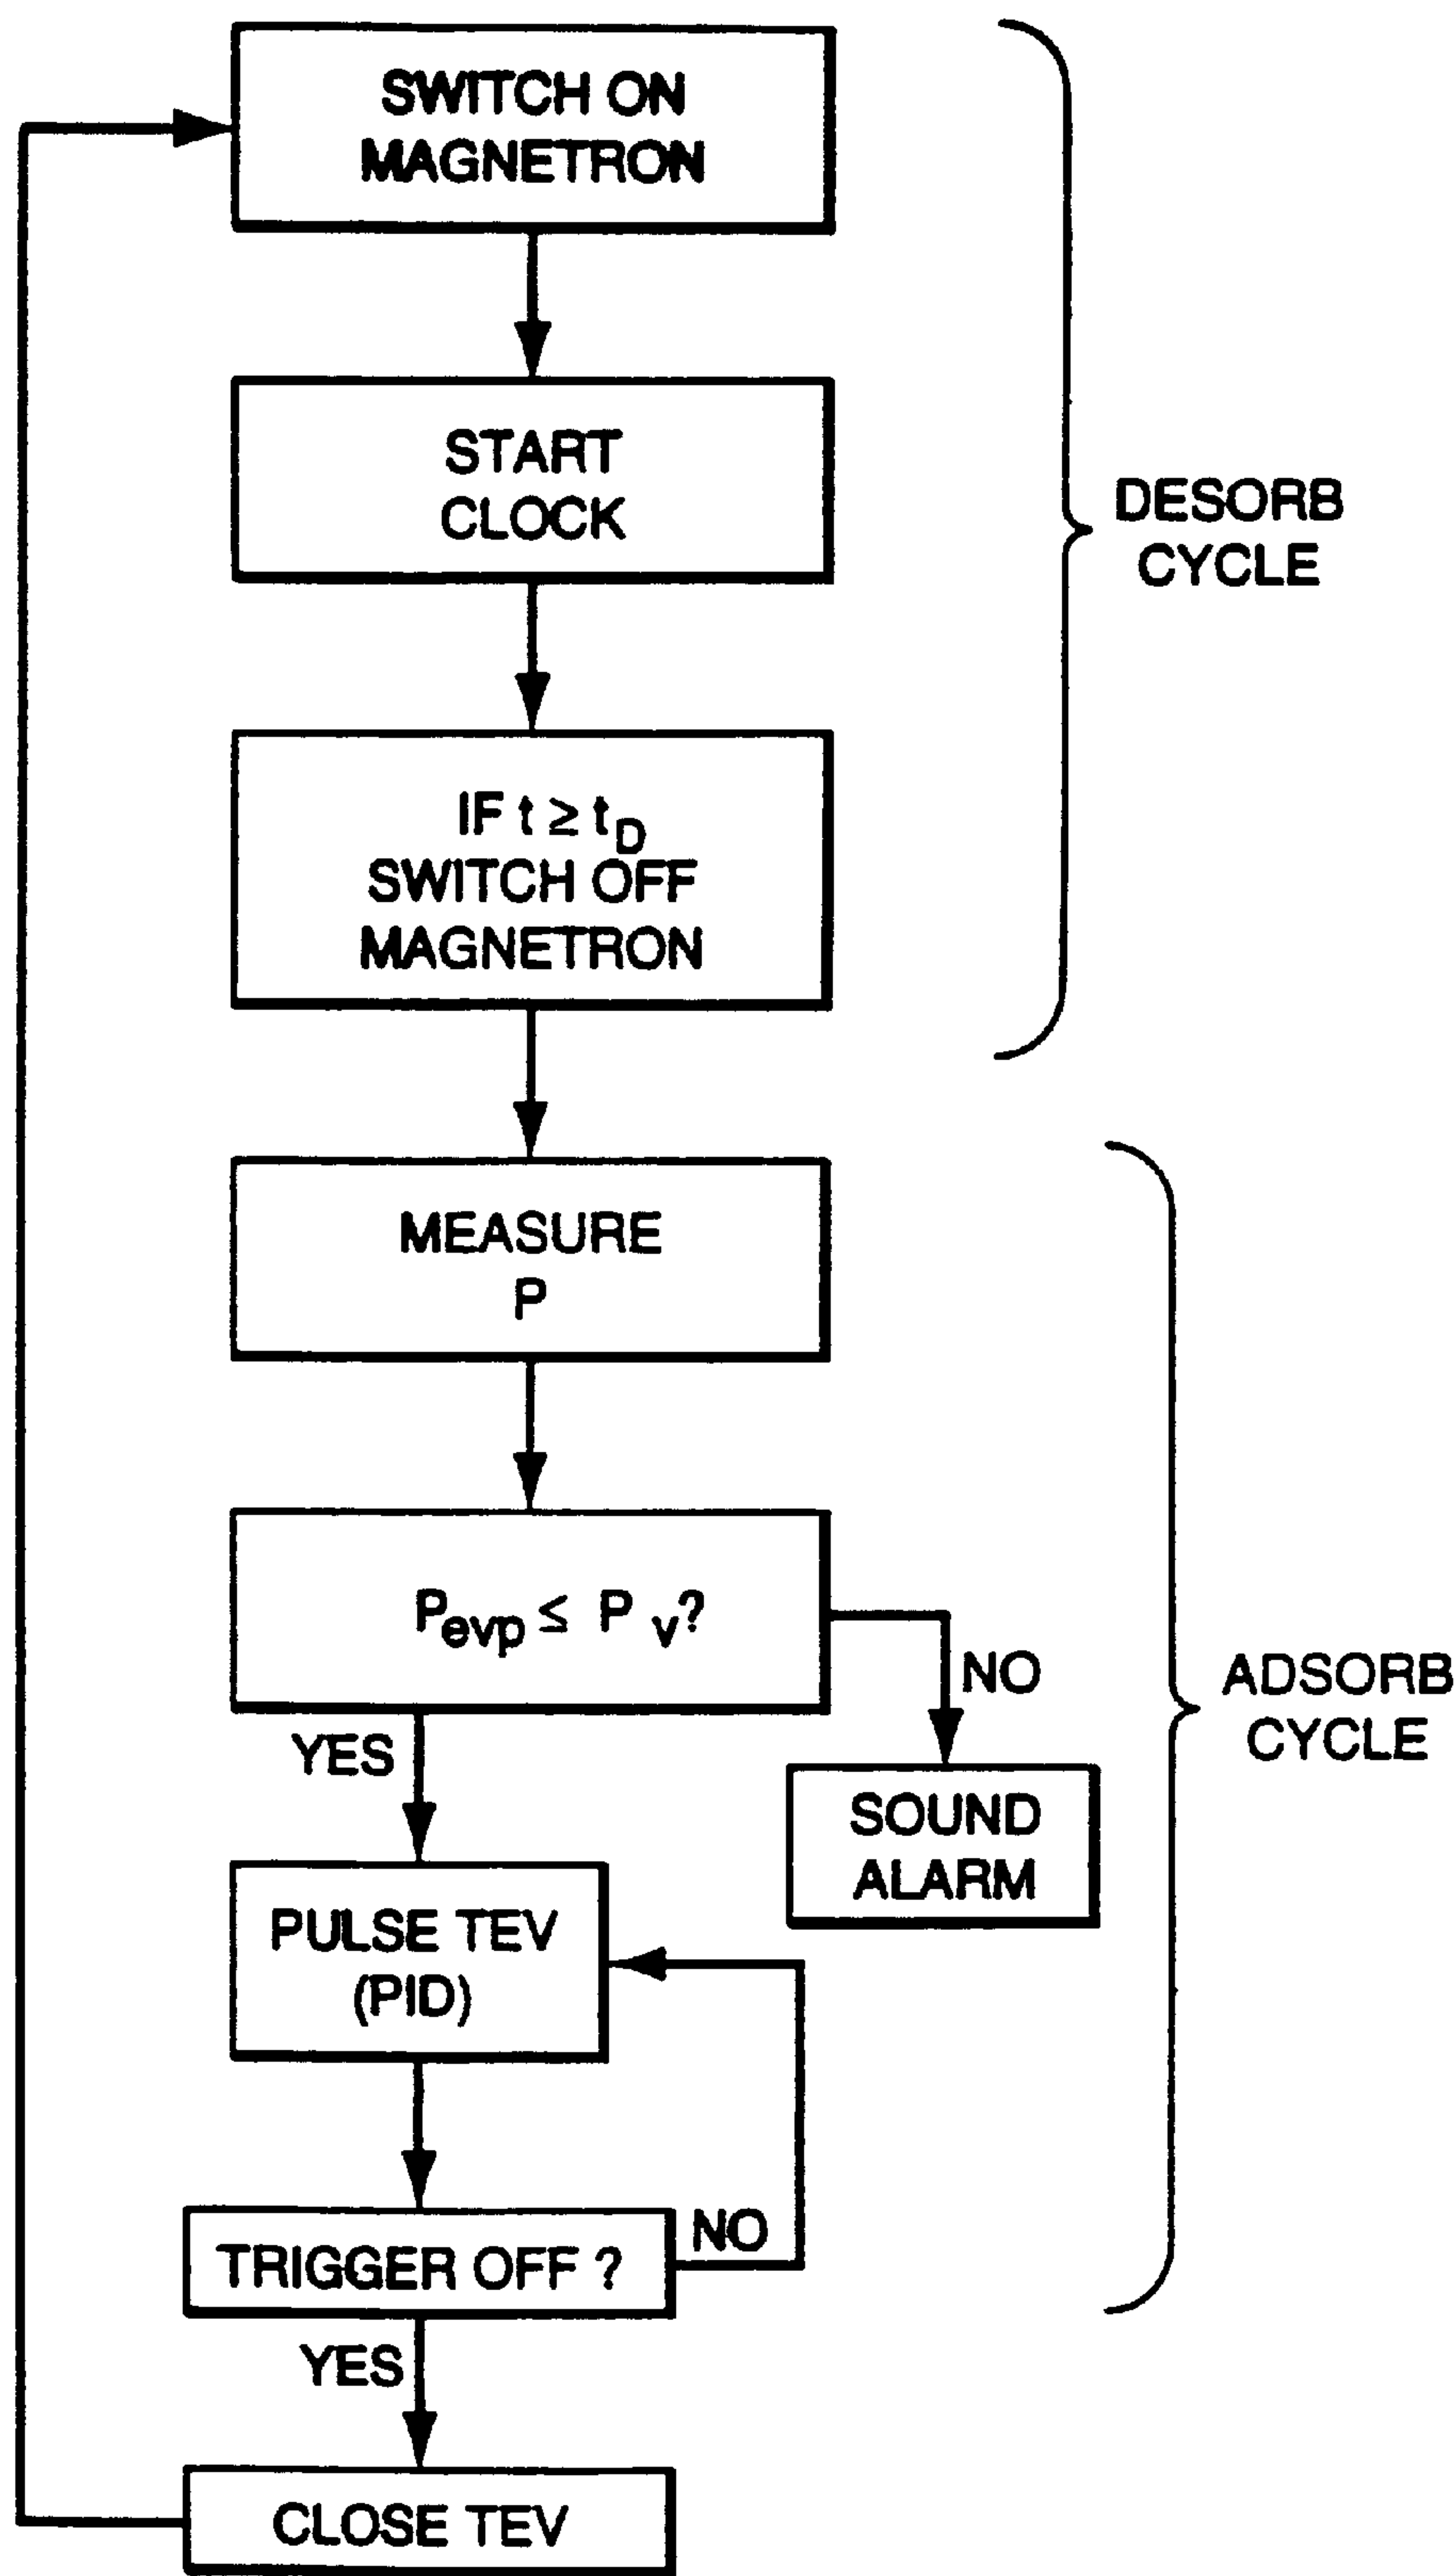 SWITCH ON
MAGNETRON
START
CLOCK
DESORB
CYCLE
IF t ≥ tD
SWITCH OFF
MAGNETRON
MEASURE
P
Pevp ≤ P v?
NO
ADSORB
CYCLE
YES
SOUND
ALARM
PULSE TEV
(PID)
TRIGGER OFF ?
NO
YES
CLOSE TEV